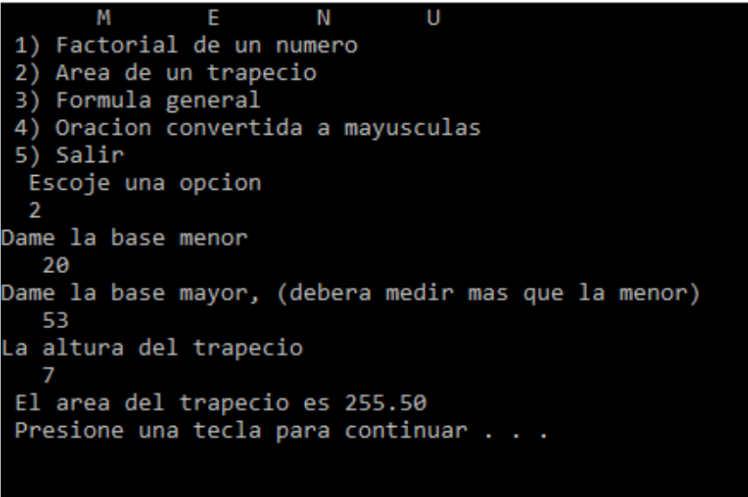 M E N U
1) Factorial de un numero
2) Area de un trapecio
3) Formula general
4) Oracion convertida a mayusculas
5) Salir
Escoje una opcion
2
Dame la base menor
20
Dame la base mayor, (debera medir mas que la menor)
53
La altura del trapecio
7
El area del trapecio es 255.50
Presione una tecla para continuar . . .